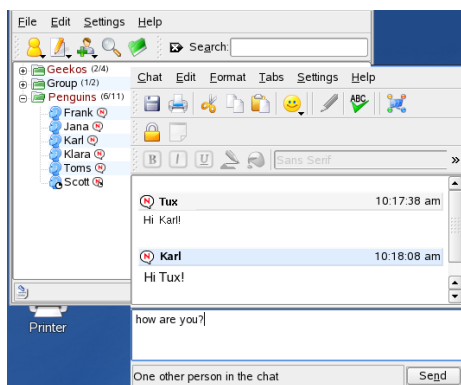 File Edit Settings Help
Search:
Geekos (2/4)
Group (1/2)
Penguins (6/11)
Frank
Jana
Karl
Klara
Toms
Scott
Chat Edit Format Tabs Settings Help
ABC
B I U Sans Serif »
N Tux 10:17:38 am
Hi Karl!
N Karl 10:18:08 am
Hi Tux!
how are you?
One other person in the chat Send
Printer